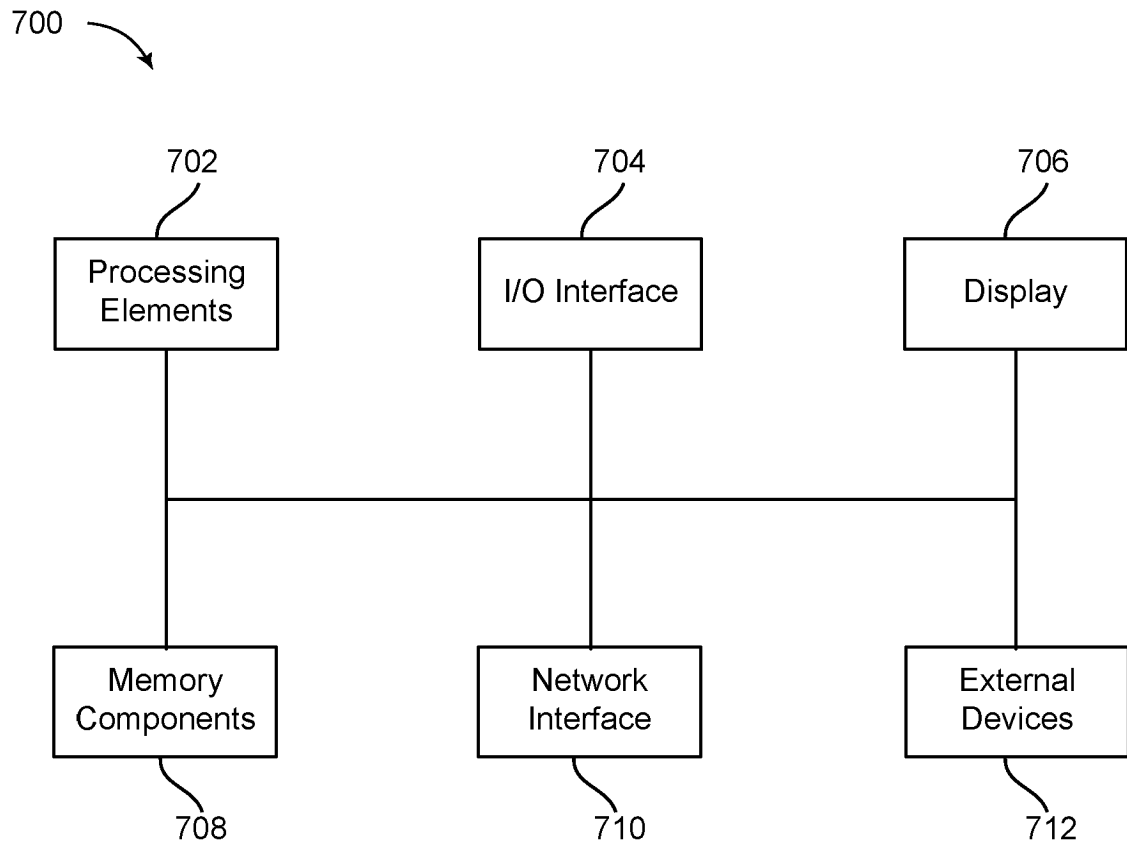 700
702
704
706
Processing
Elements
I/O Interface
Display
Memory
Components
Network
Interface
External
Devices
708
710
712